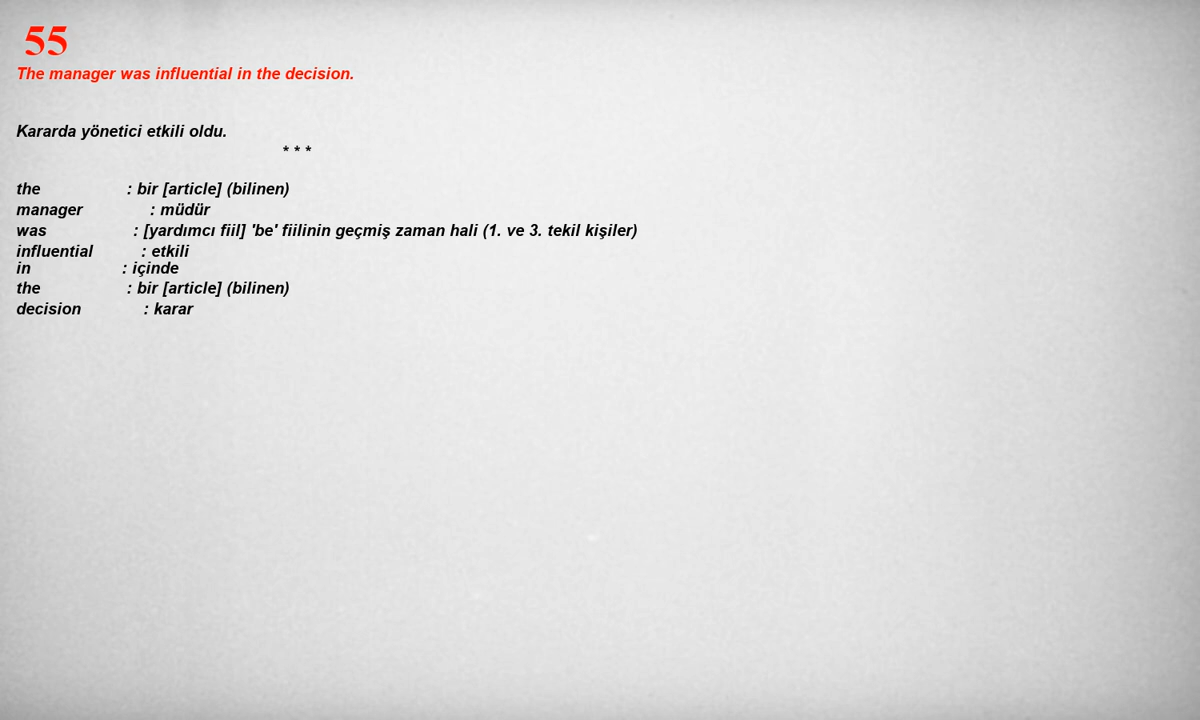 55
The manager was influential in the decision.
Kararda yönetici etkili oldu.
* * *
the : bir [article] (bilinen)
manager : müdür
was : [yardımcı fiil] 'be' fiilinin geçmiş zaman hali (1. ve 3. tekil kişiler)
influential : etkili
in : içinde
the : bir [article] (bilinen)
decision : karar